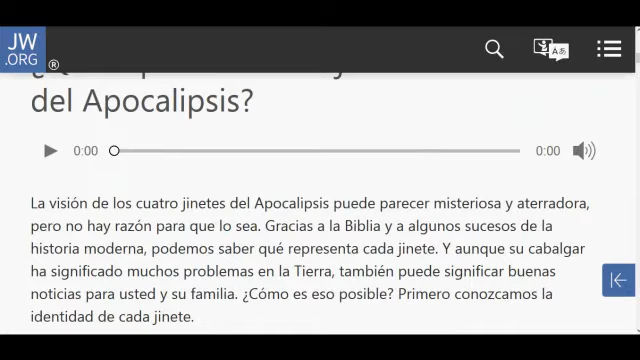 JW
.ORG
®
del Apocalipsis?
0:00
0:00
La visión de los cuatro jinetes del Apocalipsis puede parecer misteriosa y aterradora,
pero no hay razón para que lo sea. Gracias a la Biblia y a algunos sucesos de la
historia moderna, podemos saber qué representa cada jinete. Y aunque su cabalgar
ha significado muchos problemas en la Tierra, también puede significar buenas
noticias para usted y su familia. ¿Cómo es eso posible? Primero conozcamos la
identidad de cada jinete.